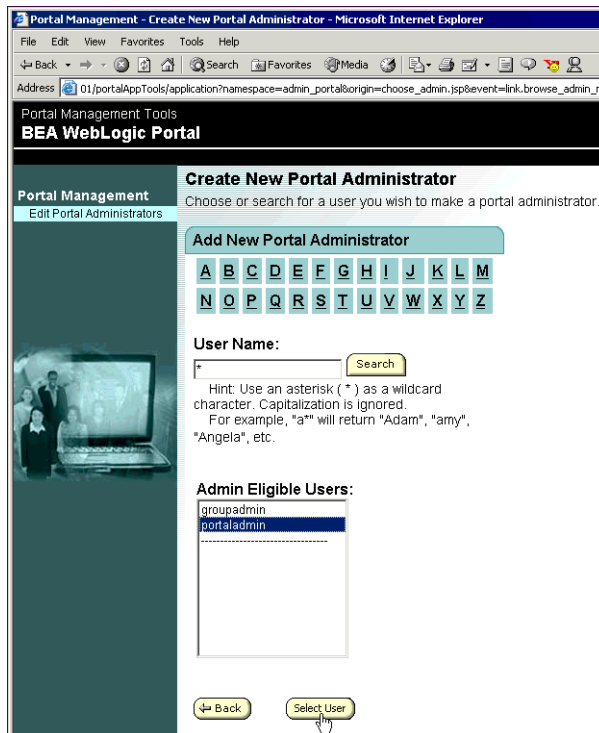 Portal Management - Create New Portal Administrator - Microsoft Internet Explorer
File Edit View Favorites Tools Help
Back Search Favorites Media
Address 01/portalAppTools/application?namespace=admin_portal&origin=choose_admin.jsp&event=link.browse_admin_r
Portal Management Tools
BEA WebLogic Portal
Portal Management
Edit Portal Administrators
Create New Portal Administrator
Choose or search for a user you wish to make a portal administrator.
Add New Portal Administrator
A B C D E F G H I J K L M
N O P Q R S T U V W X Y Z
User Name:
* Search
Hint: Use an asterisk ( * ) as a wildcard
character. Capitalization is ignored.
For example, "a*" will return "Adam", "amy",
"Angela", etc.
Admin Eligible Users:
groupadmin
portaladmin
--------------------------------
Back Select User